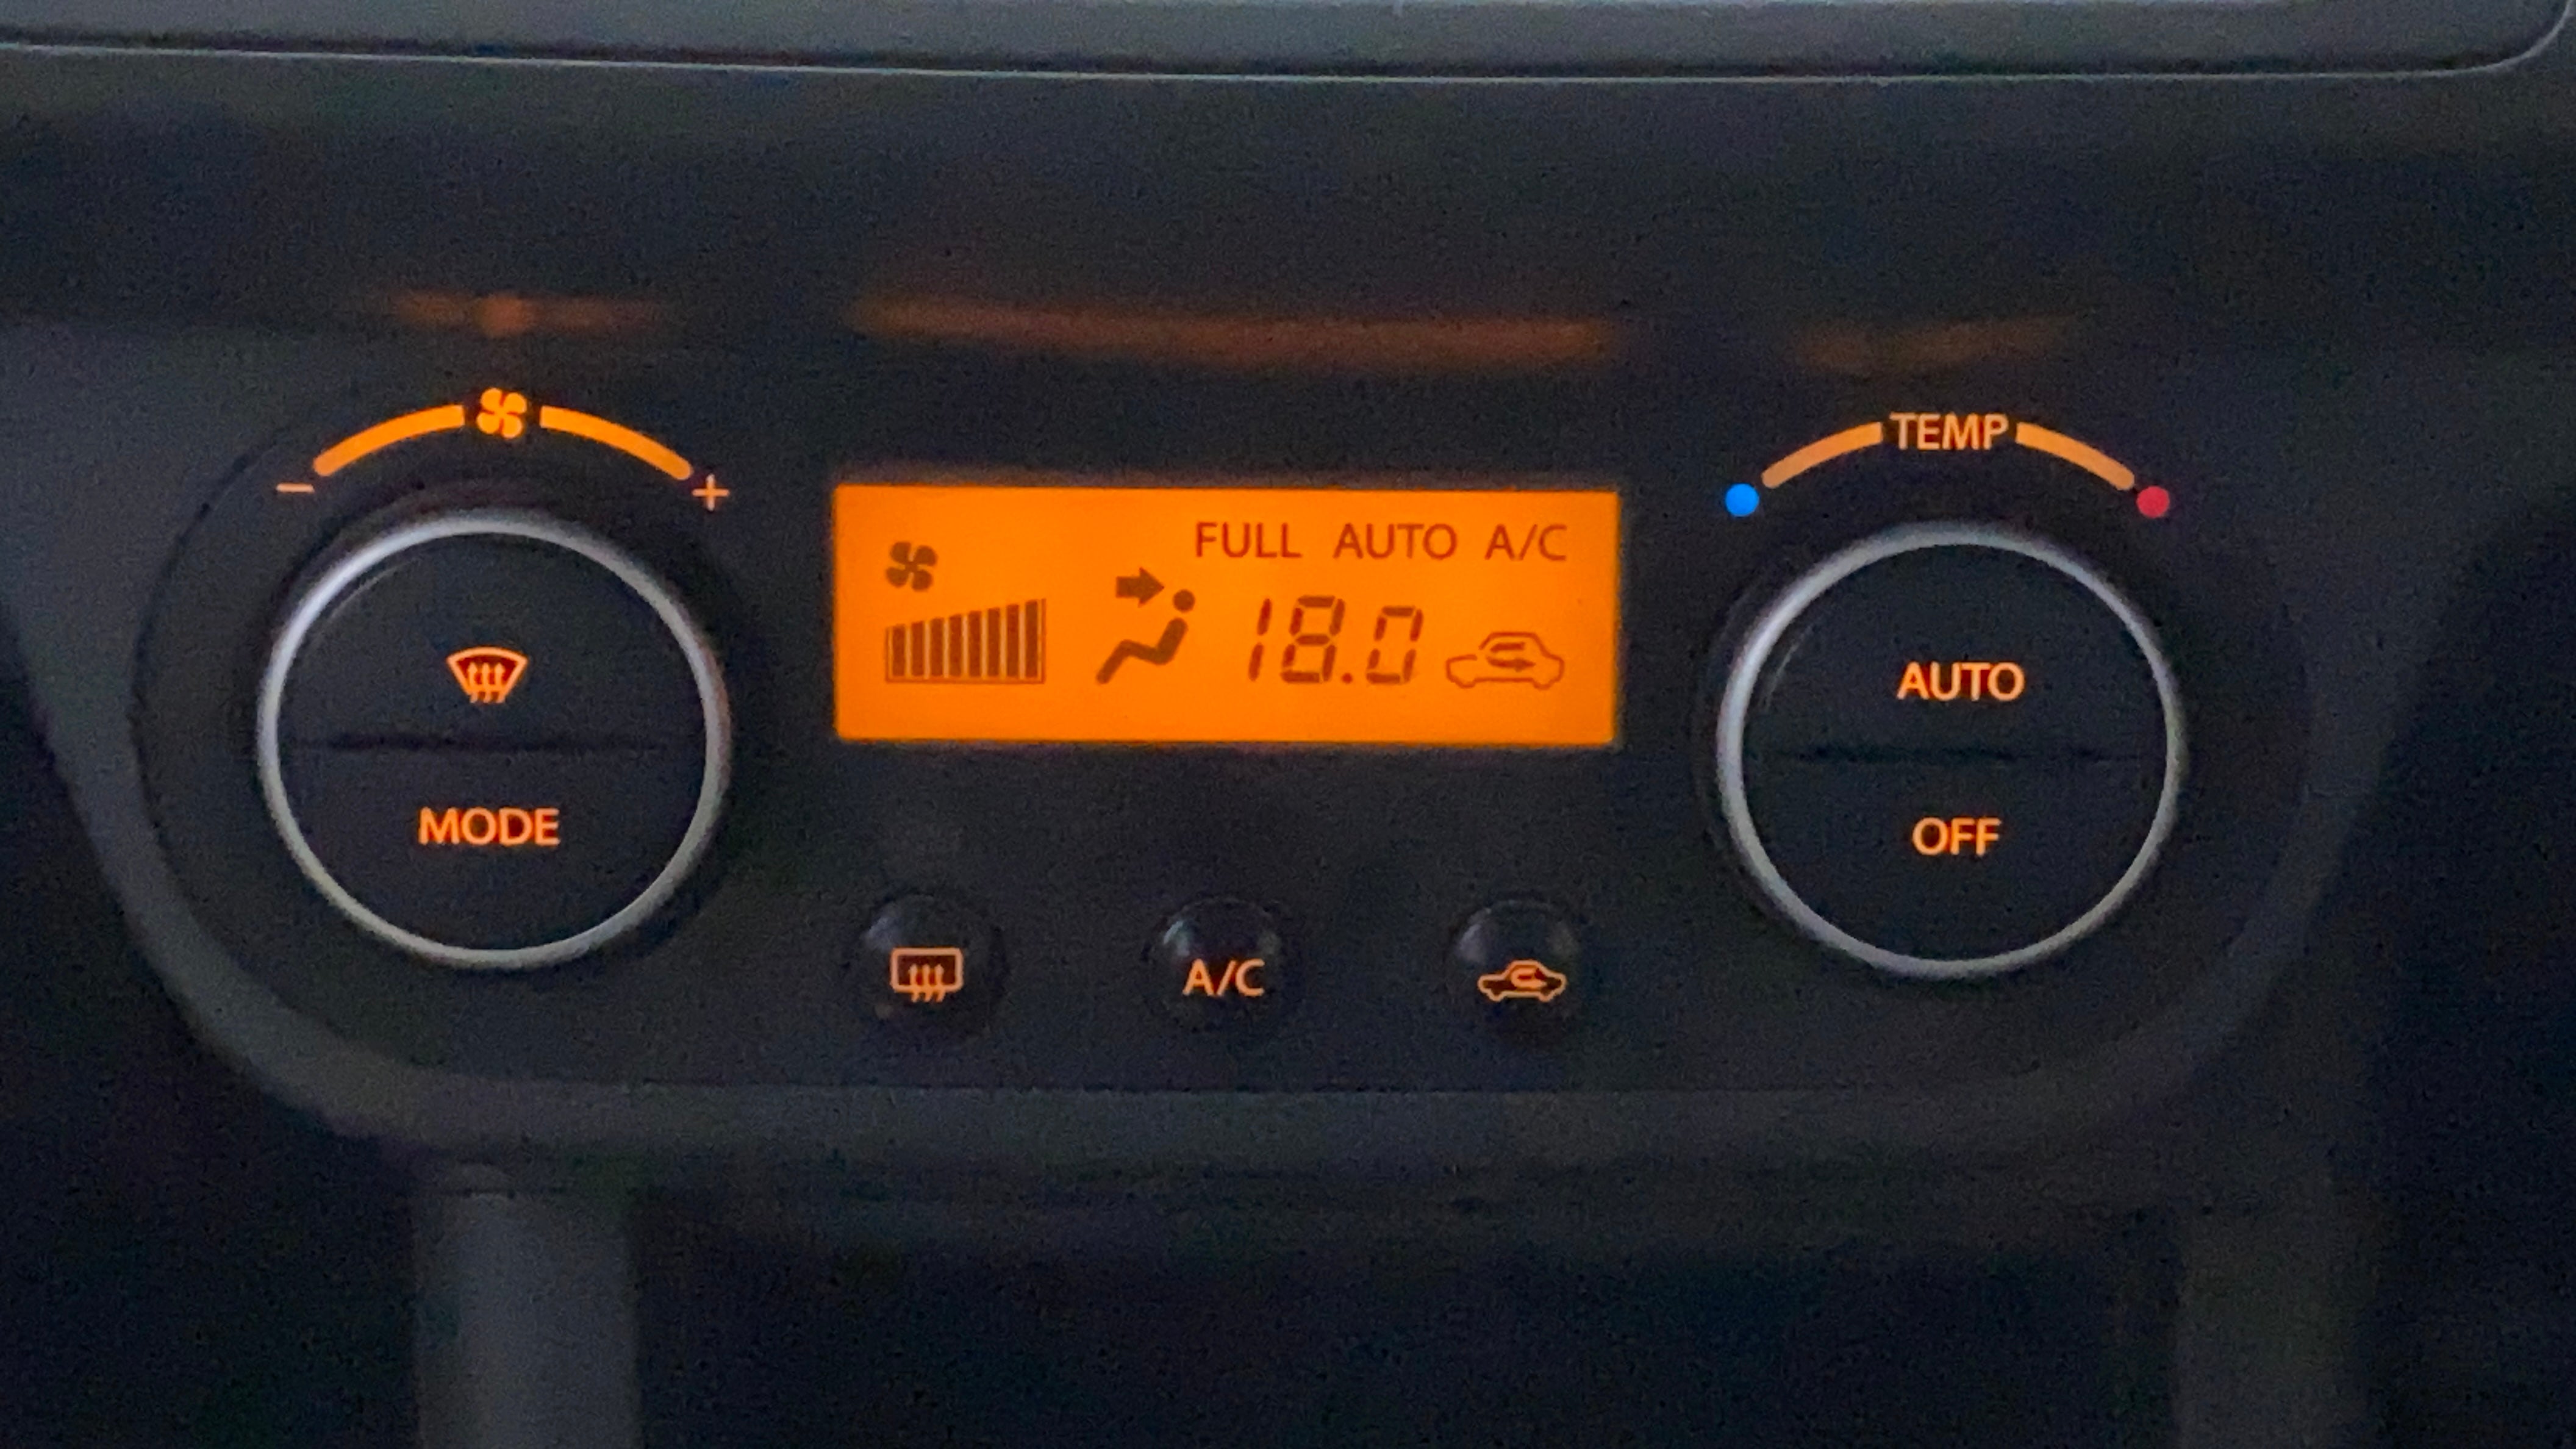 TEMP
− +
FULL AUTO A/C
18.0
AUTO
MODE
OFF
A/C